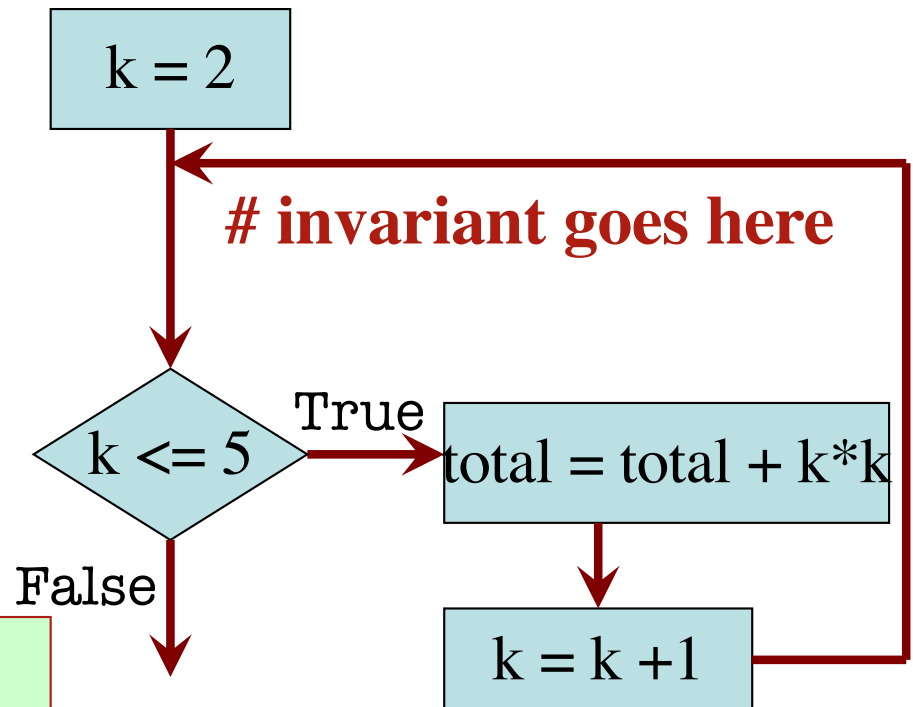 k = 2
# invariant goes here
True
k <= 5
total = total + k*k
False
k = k +1